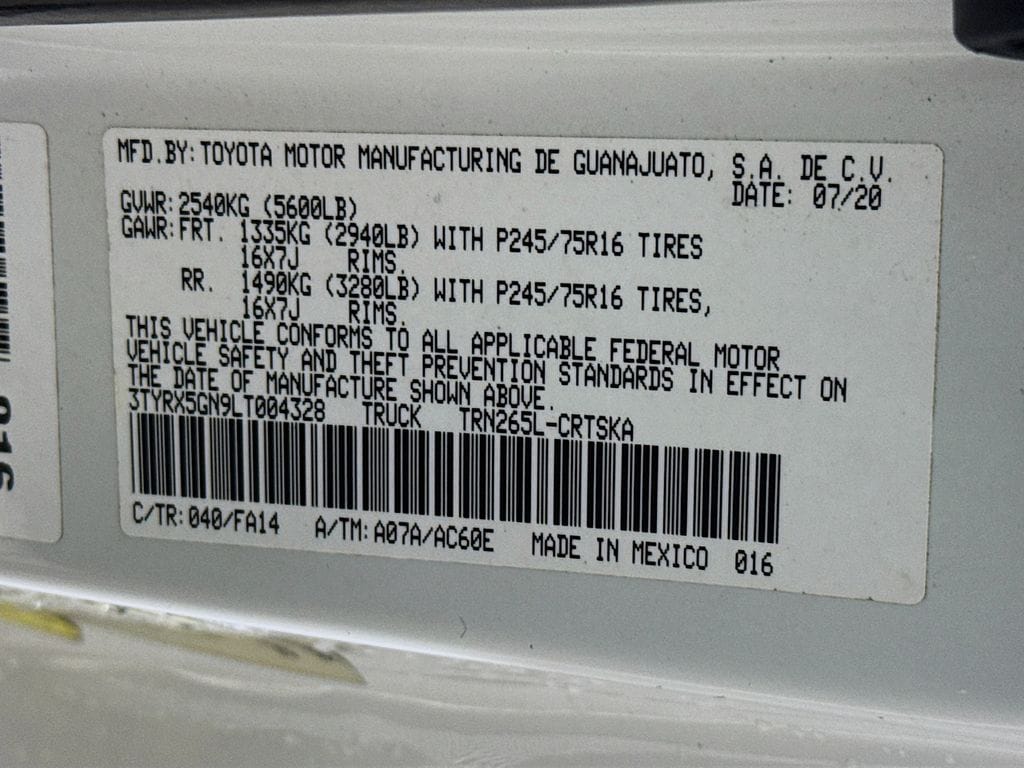 MFD.BY:TOYOTA MOTOR MANUFACTURING DE GUANAJUATO, S.A. DE C.V.
DATE: 07/20
GVWR:2540KG (5600LB)
GAWR:FRT. 1335KG (2940LB) WITH P245/75R16 TIRES
16X7J RIMS.
RR. 1490KG (3280LB) WITH P245/75R16 TIRES,
16X7J RIMS.
THIS VEHICLE CONFORMS TO ALL APPLICABLE FEDERAL MOTOR
VEHICLE SAFETY AND THEFT PREVENTION STANDARDS IN EFFECT ON
THE DATE OF MANUFACTURE SHOWN ABOVE.
3TYRX5GN9LT004328 TRUCK TRN265L-CRTSKA
C/TR:040/FA14 A/TM:A07A/AC60E MADE IN MEXICO 016
016